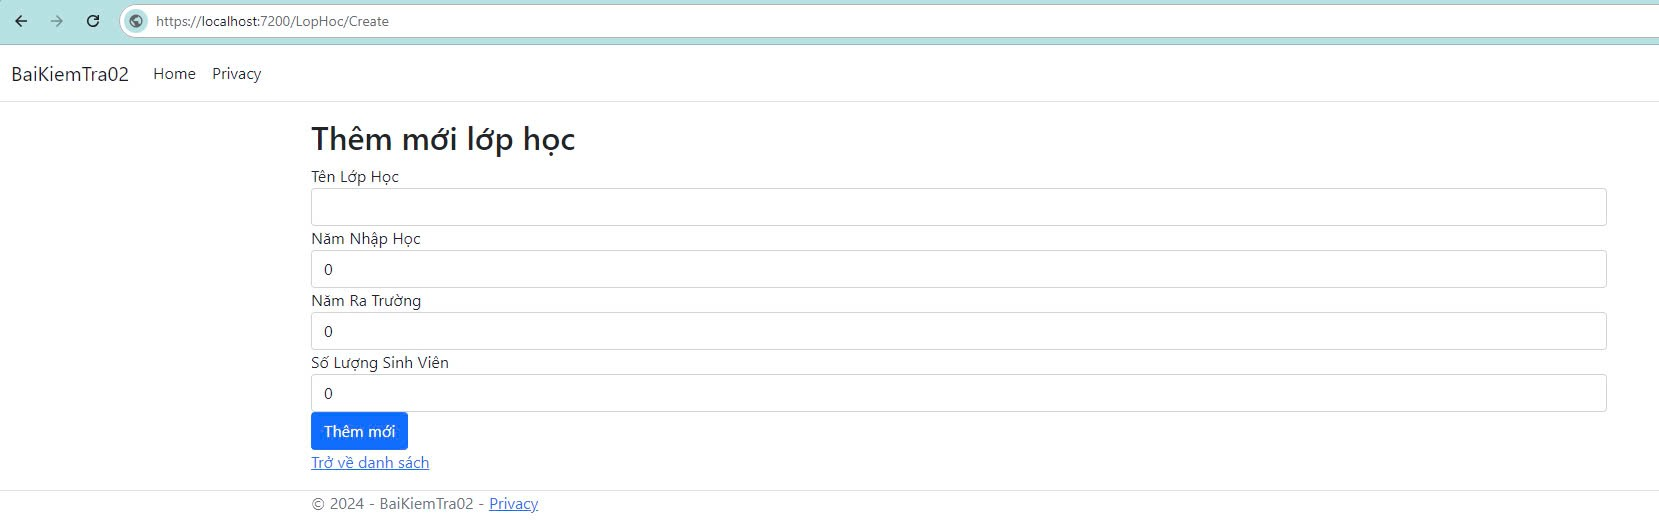 https://localhost:7200/LopHoc/Create
BaiKiemTra02 Home Privacy
Thêm mới lớp học
Tên Lớp Học
Năm Nhập Học
0
Năm Ra Trường
0
Số Lượng Sinh Viên
0
Thêm mới
Trở về danh sách
© 2024 - BaiKiemTra02 - Privacy